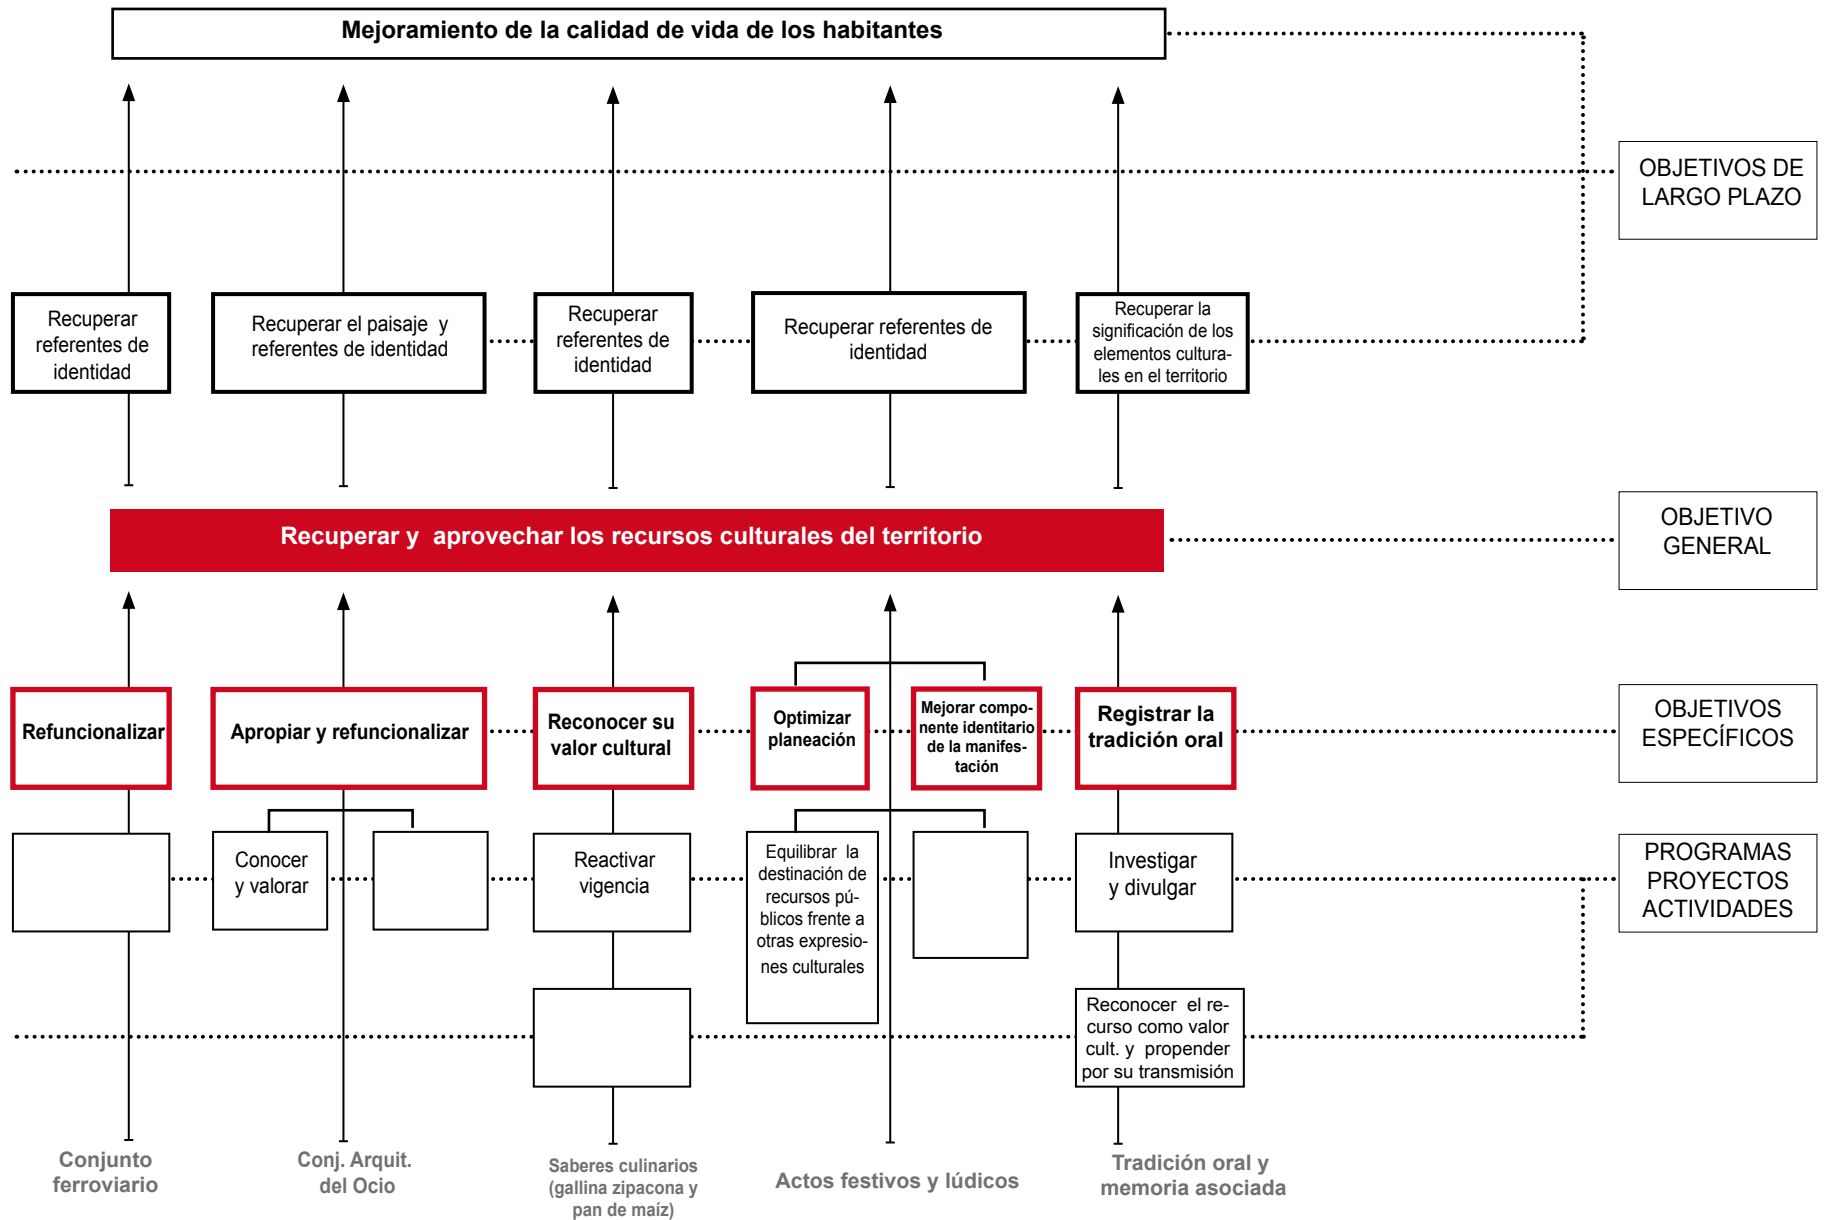 Mejoramiento de la calidad de vida de los habitantes
OBJETIVOS DE
LARGO PLAZO
Recuperar
referentes de
identidad
Recuperar el paisaje y
referentes de identidad
Recuperar
referentes de
identidad
Recuperar referentes de
identidad
Recuperar la
significación de los
elementos cultura-
les en el territorio
Recuperar y aprovechar los recursos culturales del territorio
OBJETIVO
GENERAL
Refuncionalizar
Apropiar y refuncionalizar
Reconocer su
valor cultural
Optimizar
planeación
Mejorar compo-
nente identitario
de la manifes-
tación
Registrar la
tradición oral
OBJETIVOS
ESPECÍFICOS
Conocer
y valorar
Reactivar
vigencia
Equilibrar la
destinación de
recursos pú-
blicos frente a
otras expresio-
nes culturales
Investigar
y divulgar
PROGRAMAS
PROYECTOS
ACTIVIDADES
Reconocer el re-
curso como valor
cult. y propender
por su transmisión
Conjunto
ferroviario
Conj. Arquit.
del Ocio
Saberes culinarios
(gallina zipacona y
pan de maíz)
Actos festivos y lúdicos
Tradición oral y
memoria asociada